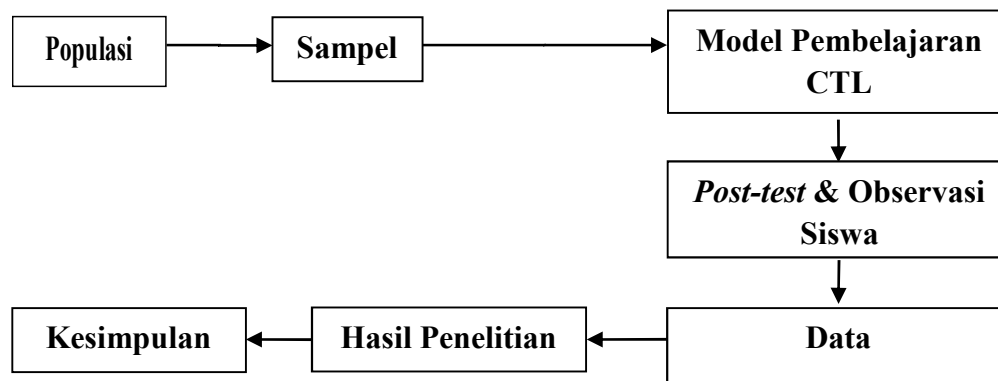 Populasi
Sampel
Model Pembelajaran
CTL
Post-test & Observasi
Siswa
Data
Hasil Penelitian
Kesimpulan